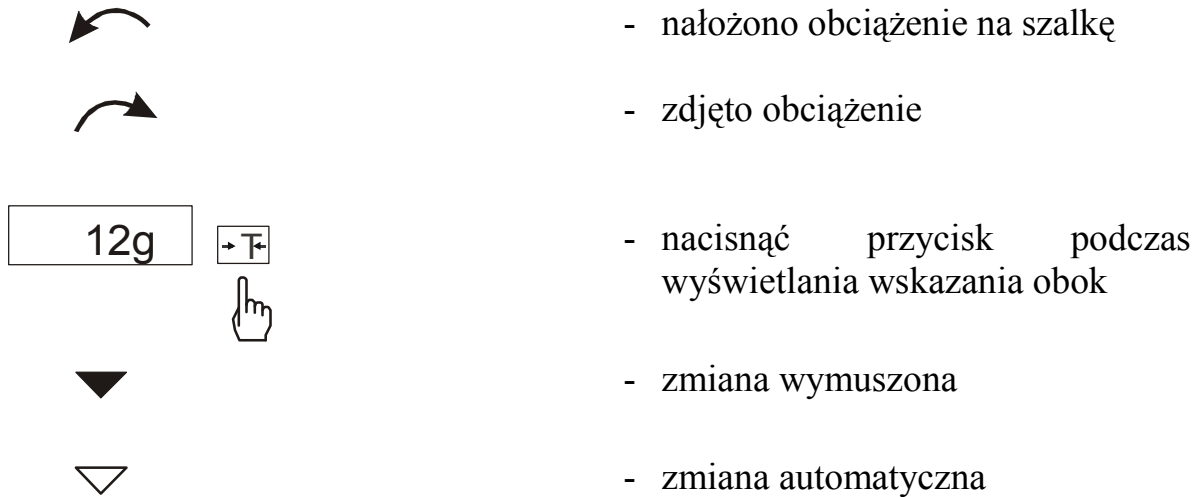 - nałożono obciążenie na szalkę
- zdjęto obciążenie
12g →T← - nacisnąć przycisk podczas
wyświetlania wskazania obok
- zmiana wymuszona
- zmiana automatyczna